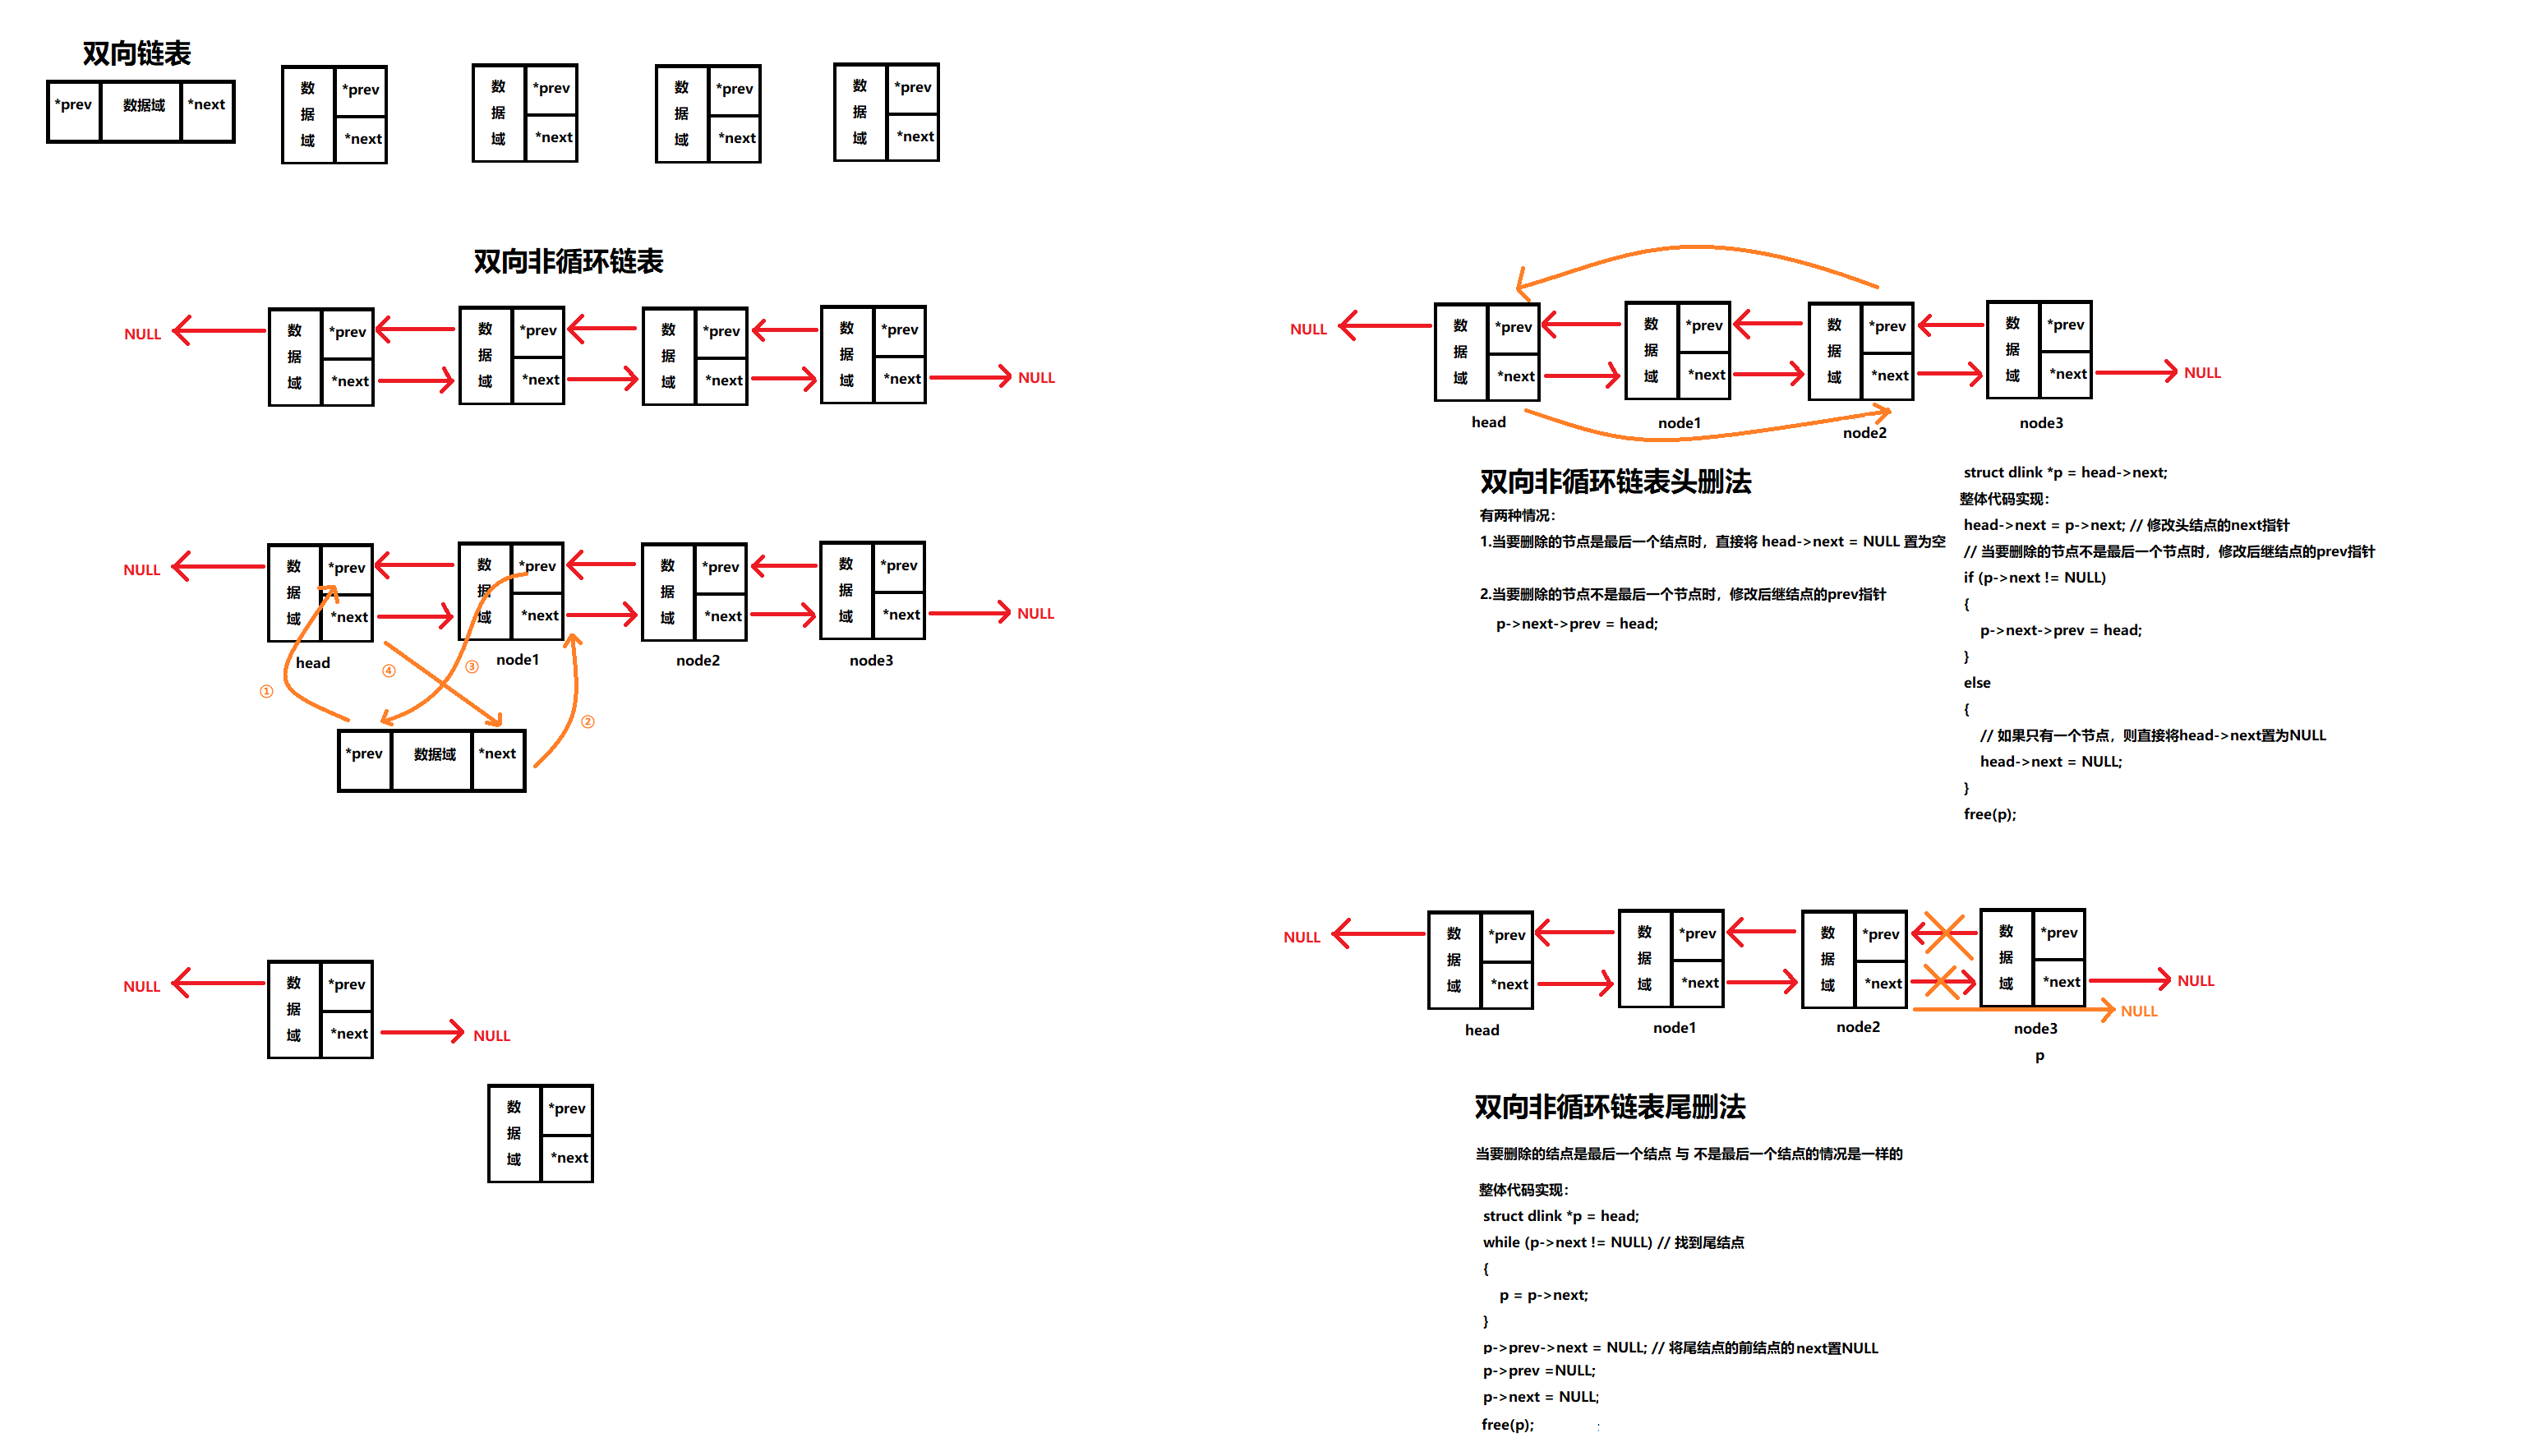 双向链表
*prev 数据域 *next
数据域 *prev *next
数据域 *prev *next
数据域 *prev *next
数据域 *prev *next
双向非循环链表
NULL
数据域 *prev *next
数据域 *prev *next
数据域 *prev *next
数据域 *prev *next
NULL
NULL
数据域 *prev *next
数据域 *prev *next
数据域 *prev *next
数据域 *prev *next
NULL
head
node1
node2
node3
①
④
③
②
*prev 数据域 *next
NULL
数据域 *prev *next
NULL
数据域 *prev *next
NULL
数据域 *prev *next
数据域 *prev *next
数据域 *prev *next
数据域 *prev *next
NULL
head
node1
node2
node3
双向非循环链表头删法
有两种情况：
1.当要删除的节点是最后一个结点时，直接将 head->next = NULL 置为空
2.当要删除的节点不是最后一个节点时，修改后继结点的prev指针
p->next->prev = head;
struct dlink *p = head->next;
整体代码实现：
head->next = p->next; // 修改头结点的next指针
// 当要删除的节点不是最后一个节点时，修改后继结点的prev指针
if (p->next != NULL)
{
p->next->prev = head;
}
else
{
// 如果只有一个节点，则直接将head->next置为NULL
head->next = NULL;
}
free(p);
NULL
数据域 *prev *next
数据域 *prev *next
数据域 *prev *next
数据域 *prev *next
NULL
NULL
head
node1
node2
node3
p
双向非循环链表尾删法
当要删除的结点是最后一个结点 与 不是最后一个结点的情况是一样的
整体代码实现：
struct dlink *p = head;
while (p->next != NULL) // 找到尾结点
{
p = p->next;
}
p->prev->next = NULL; // 将尾结点的前结点的next置NULL
p->prev =NULL;
p->next = NULL;
free(p);